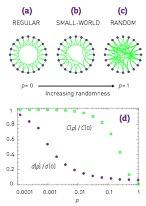 (a) (b) (c)
REGULAR SMALL-WORLD RANDOM
p= 0 p= 1
Increasing randomness
(d)
1
0.8
0.6
0.4
0.2
0
C(p) / C(0)
d(p) / d(0)
0.0001 0.001 0.01 0.1 1
p